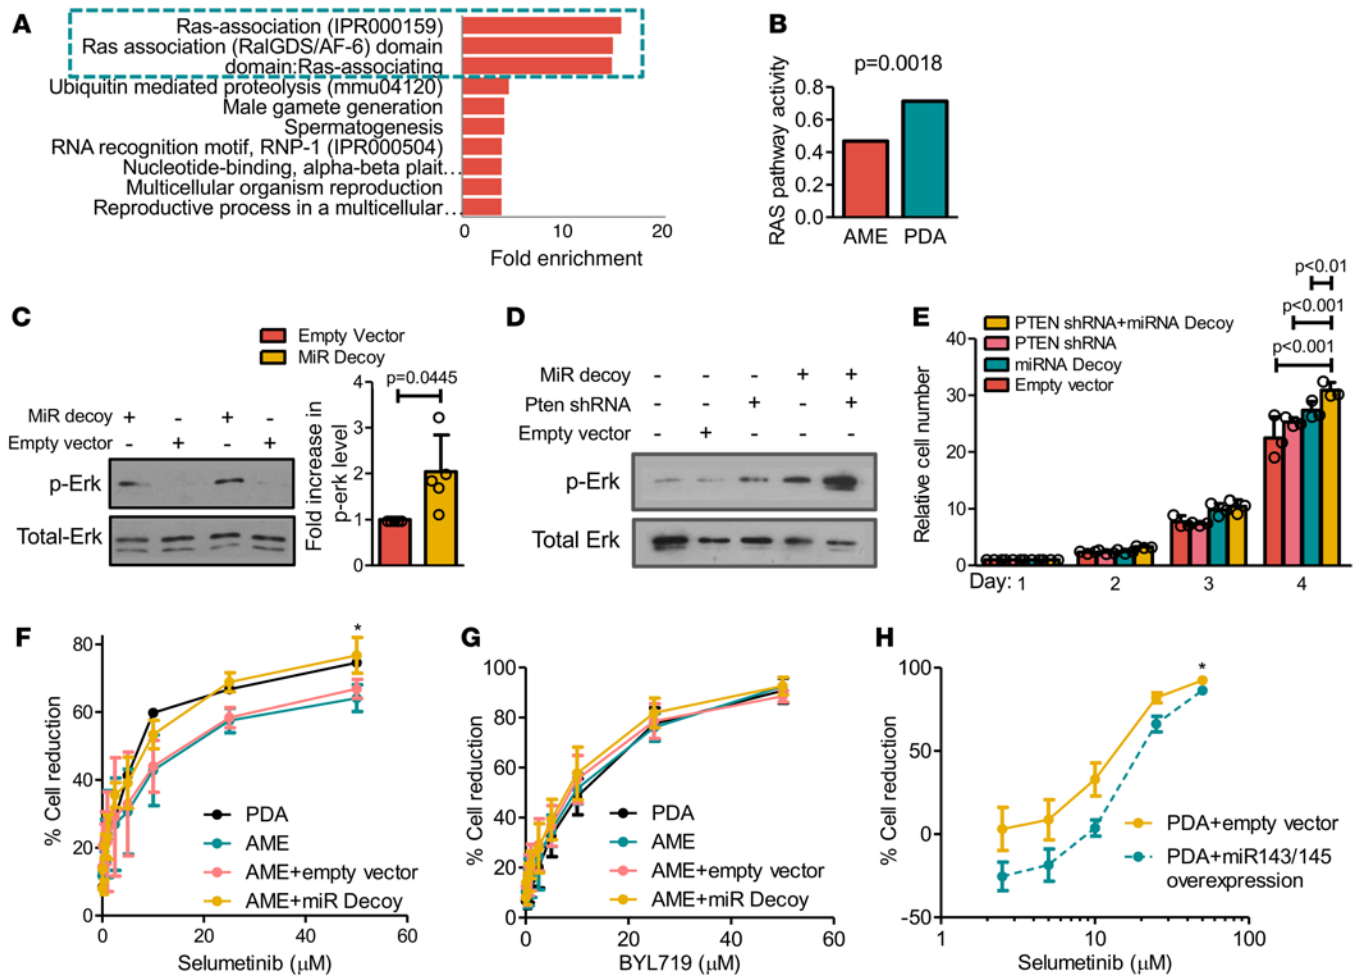 A
Ras-association (IPR000159)
Ras association (RalGDS/AF-6) domain
domain:Ras-associating
Ubiquitin mediated proteolysis (mmu04120)
Male gamete generation
Spermatogenesis
RNA recognition motif, RNP-1 (IPR000504)
Nucleotide-binding, alpha-beta plait...
Multicellular organism reproduction
Reproductive process in a multicellular...
0 10 20
Fold enrichment
B
p=0.0018
RAS pathway activity
0.8
0.6
0.4
0.2
0.0
AME PDA
C
Empty Vector
MiR Decoy
MiR decoy + - + -
Empty vector - + - +
p-Erk
Total-Erk
Fold increase in
p-erk level
p=0.0445
4
3
2
1
0
D
MiR decoy - - - + +
Pten shRNA - - + - +
Empty vector - + - - -
p-Erk
Total Erk
E
PTEN shRNA+miRNA Decoy
PTEN shRNA
miRNA Decoy
Empty vector
p<0.01
p<0.001
p<0.001
Relative cell number
40
30
20
10
0
Day: 1 2 3 4
F
% Cell reduction
80
60
40
20
0
*
PDA
AME
AME+empty vector
AME+miR Decoy
0 20 40 60
Selumetinib (μM)
G
% Cell reduction
100
80
60
40
20
0
PDA
AME
AME+empty vector
AME+miR Decoy
0 20 40 60
BYL719 (μM)
H
% Cell reduction
100
50
0
-50
*
PDA+empty vector
PDA+miR143/145
overexpression
1 10 100
Selumetinib (μM)